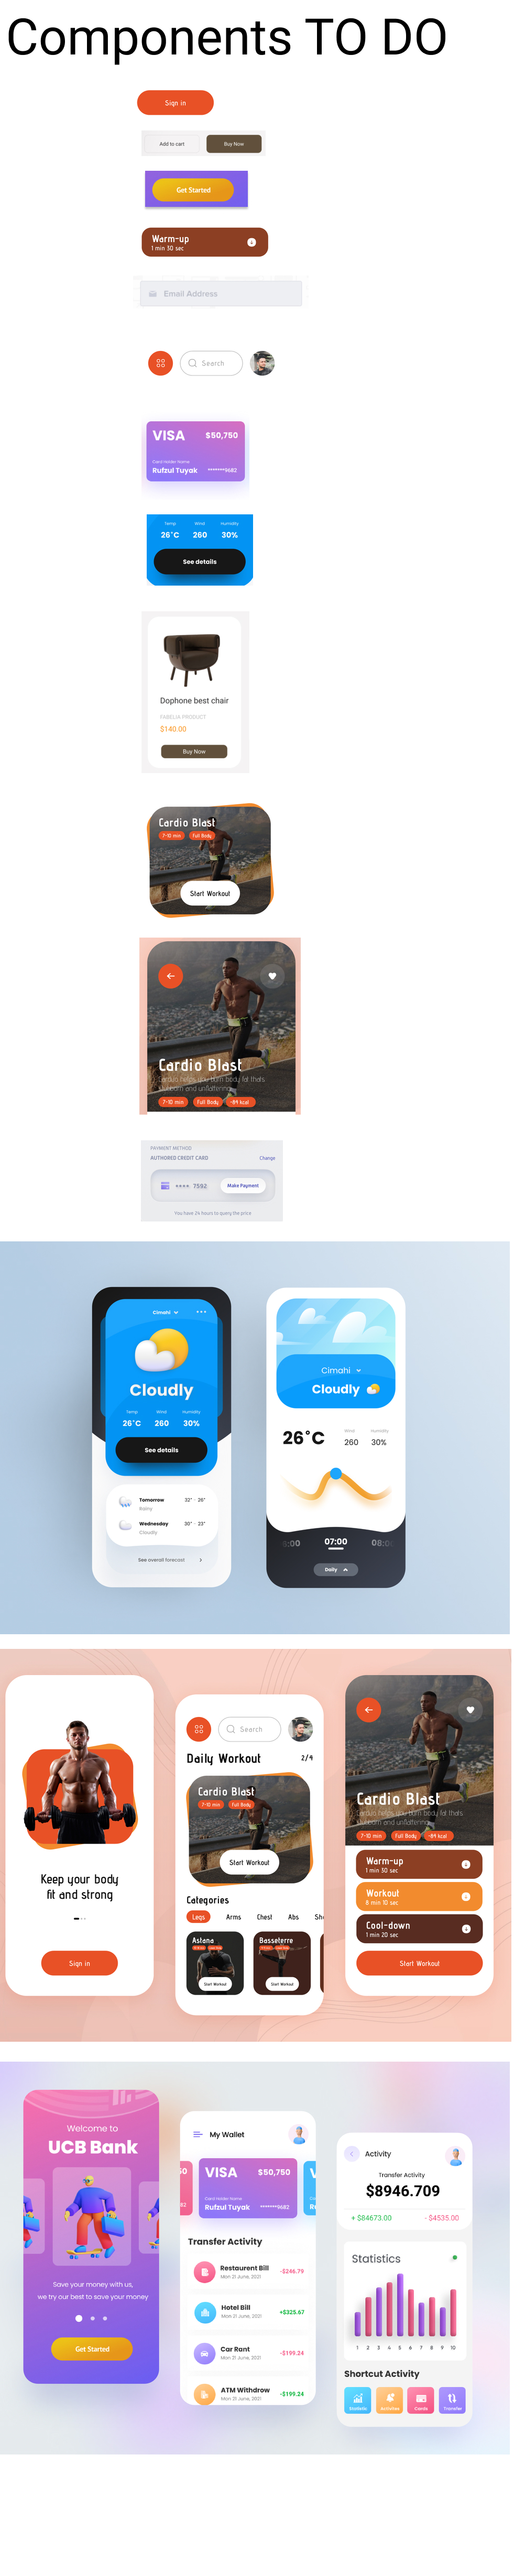 Components TO DO
Sign in
Add to cart
Buy Now
Get Started
Warm-up
1 min 30 sec
Email Address
Search
VISA
$50,750
Card Holder Name
Rufzul Tuyak
*******9682
Temp
Wind
Humidity
26°C
260
30%
See details
Dophone best chair
FABELIA PRODUCT
$140.00
Buy Now
Cardio Blast
7-10 min
Full Body
Start Workout
Cardio Blast
Cardio helps you burn body fat that's
stubborn and unflattering.
7-10 min
Full Body
-89 kcal
PAYMENT METHOD
AUTHORED CREDIT CARD
Change
**** 7592
Make Payment
You have 24 hours to query the price
Cimahi
Cloudly
Temp
Wind
Humidity
26°C
260
30%
See details
Tomorrow
Rainy
32° - 26°
Wednesday
Cloudly
30° - 23°
See overall forecast
Cimahi
Cloudly
26°C
Wind
Humidity
260
30%
6:00
07:00
08:0
Daily
Keep your body
fit and strong
Sign in
Search
Daily Workout
2/4
Cardio Blast
7-10 min
Full Body
Start Workout
Categories
Legs
Arms
Chest
Abs
Sh
Astana
Start Workout
Basseterre
Start Workout
Cardio Blast
Cardio helps you burn body fat that's
stubborn and unflattering.
7-10 min
Full Body
-89 kcal
Warm-up
1 min 30 sec
Workout
8 min 10 sec
Cool-down
1 min 20 sec
Start Workout
Welcome to
UCB Bank
Save your money with us,
we try our best to save your money
Get Started
My Wallet
50
82
VISA
$50,750
Card Holder Name
Rufzul Tuyak
*******9682
V
Ru
Transfer Activity
Restaurent Bill
Mon 21 June, 2021
-$246.79
Hotel Bill
Mon 21 June, 2021
+$325.67
Car Rant
Mon 21 June, 2021
-$199.24
ATM Withdrow
Mon 21 June, 2021
-$199.24
Activity
Transfer Activity
$8946.709
+ $84673.00
- $4535.00
Statistics
1 2 3 4 5 6 7 8 9 10
Shortcut Activity
Statistic
Activities
Cards
Transfer